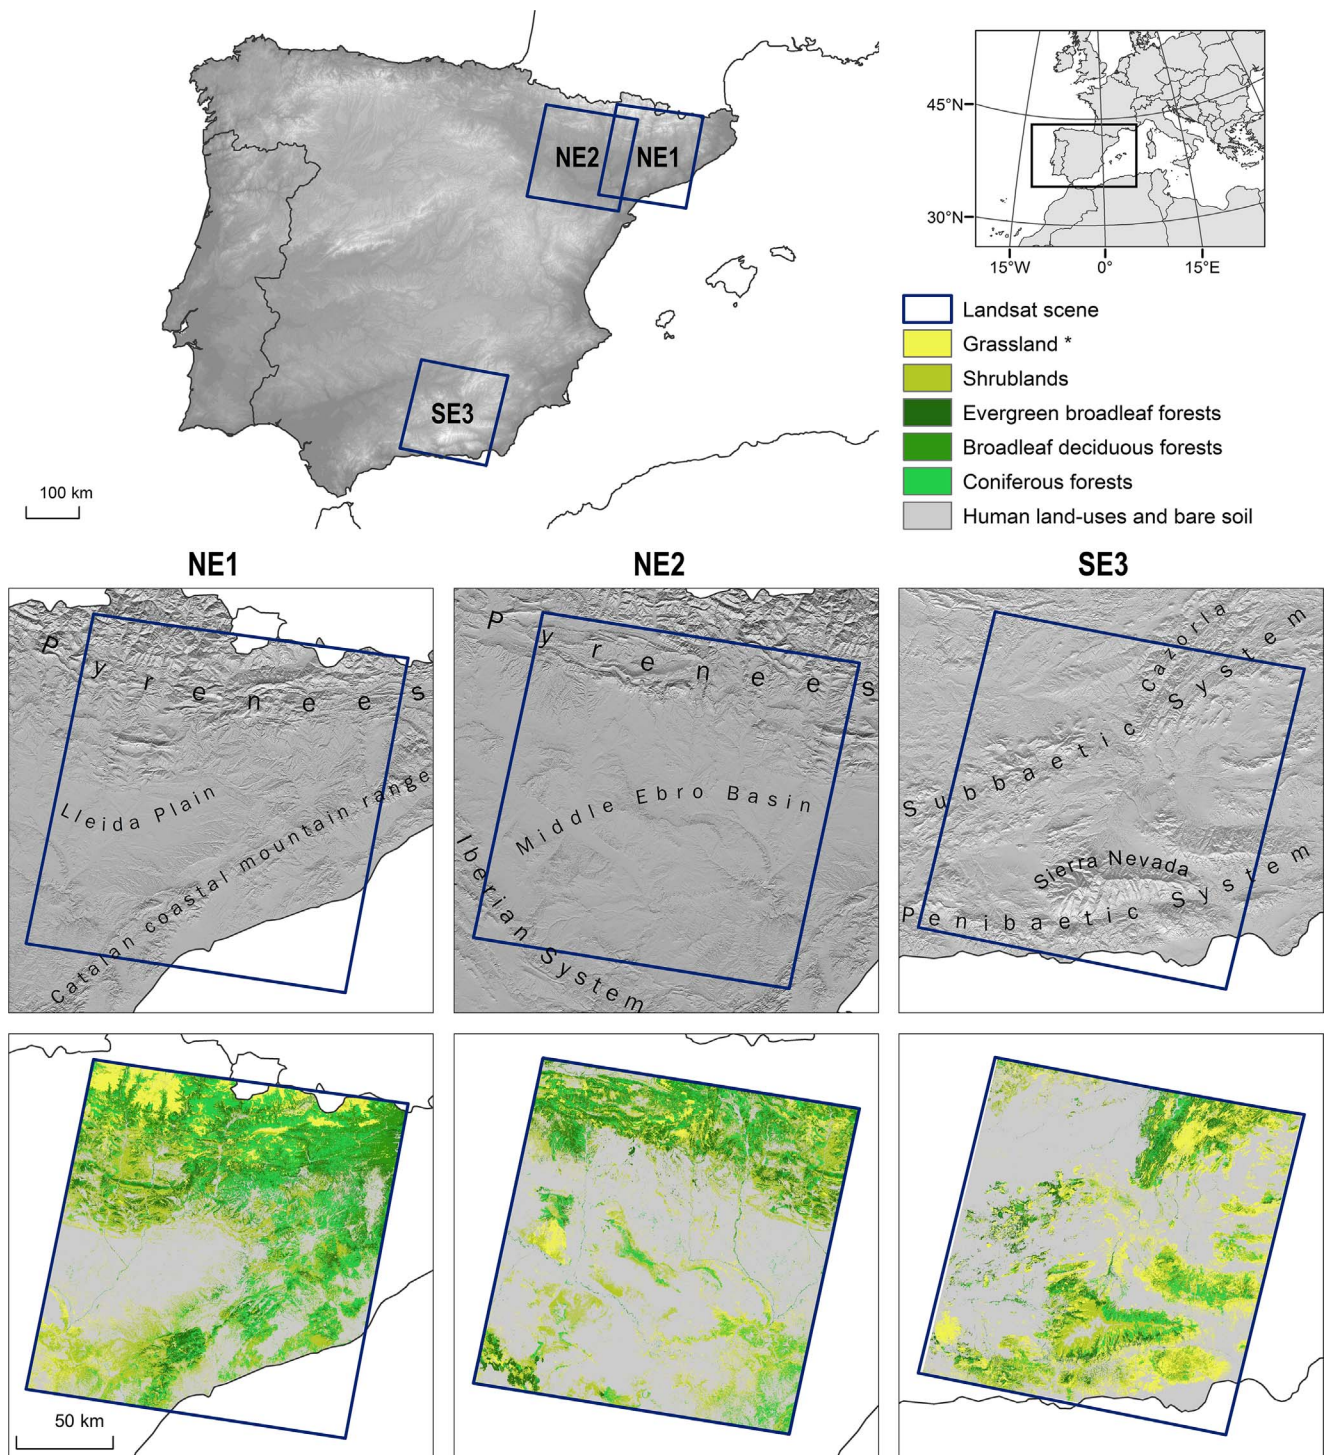 NE2
NE1
SE3
100 km
45°N
30°N
15°W
0°
15°E
Landsat scene
Grassland *
Shrublands
Evergreen broadleaf forests
Broadleaf deciduous forests
Coniferous forests
Human land-uses and bare soil
NE1
NE2
SE3
Pyrenees
Lleida Plain
Catalan coastal mountain range
Pyrenees
Middle Ebro Basin
Iberian System
Cazorla
Subbaetic System
Sierra Nevada
Penibaetic System
50 km